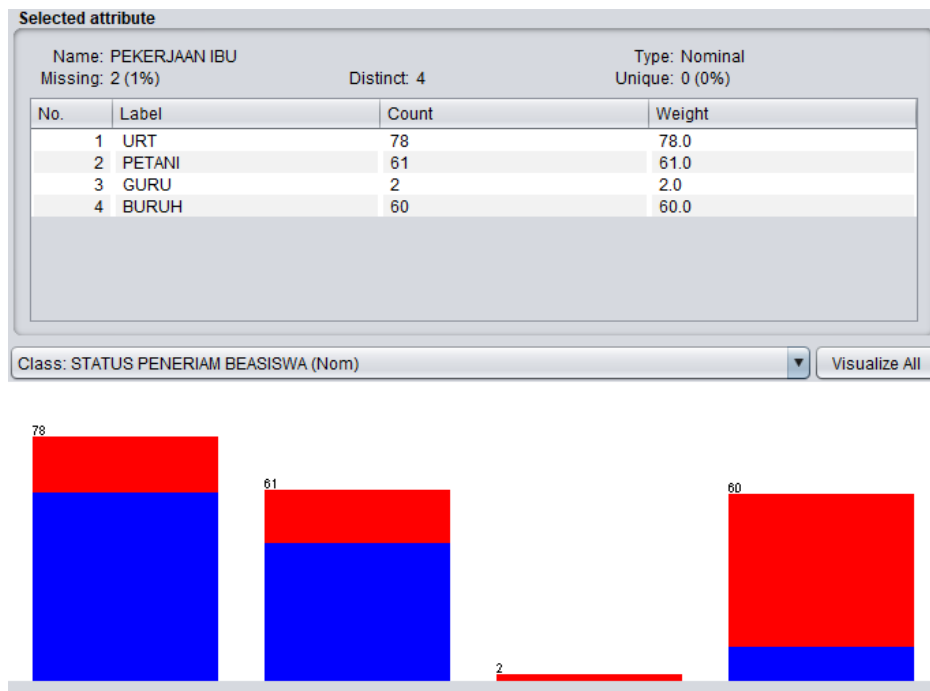 Selected attribute
Name: PEKERJAAN IBU Type: Nominal
Missing: 2 (1%) Distinct: 4 Unique: 0 (0%)
No. Label Count Weight
1 URT 78 78.0
2 PETANI 61 61.0
3 GURU 2 2.0
4 BURUH 60 60.0
Class: STATUS PENERIAM BEASISWA (Nom) Visualize All
78
61
2
60